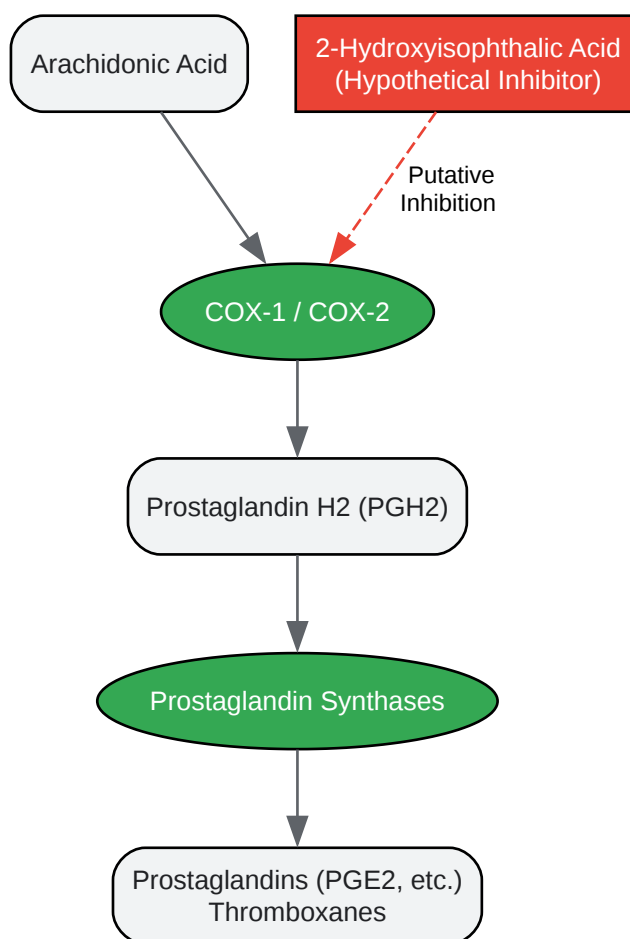 Arachidonic Acid
2-Hydroxyisophthalic Acid
(Hypothetical Inhibitor)
Putative
Inhibition
COX-1 / COX-2
Prostaglandin H2 (PGH2)
Prostaglandin Synthases
Prostaglandins (PGE2, etc.)
Thromboxanes